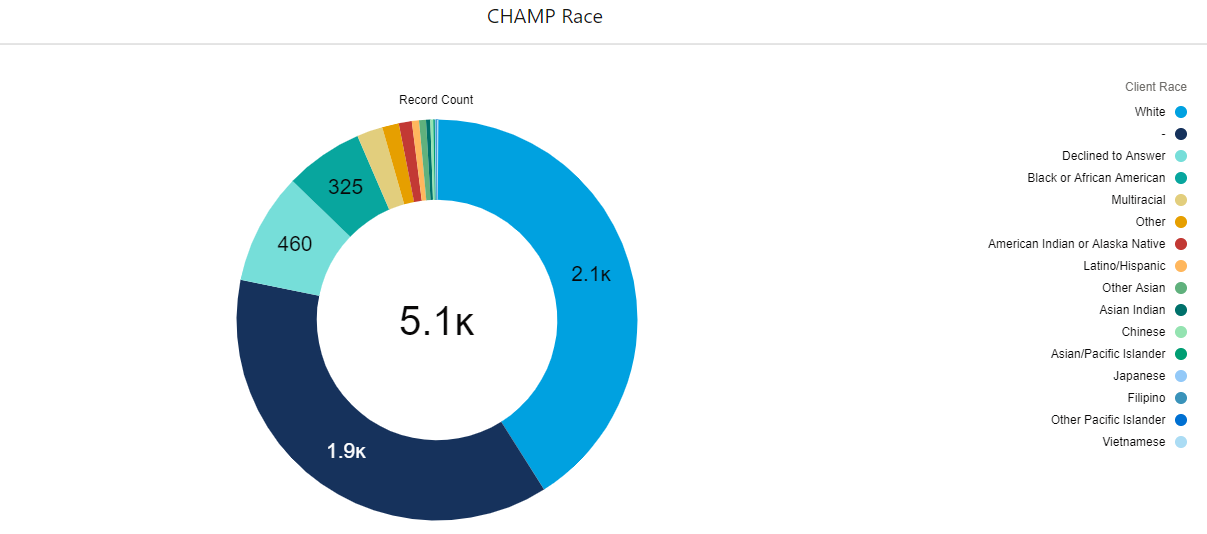 CHAMP Race
Record Count
325
460
2.1K
5.1K
1.9K
Client Race
White
-
Declined to Answer
Black or African American
Multiracial
Other
American Indian or Alaska Native
Latino/Hispanic
Other Asian
Asian Indian
Chinese
Asian/Pacific Islander
Japanese
Filipino
Other Pacific Islander
Vietnamese